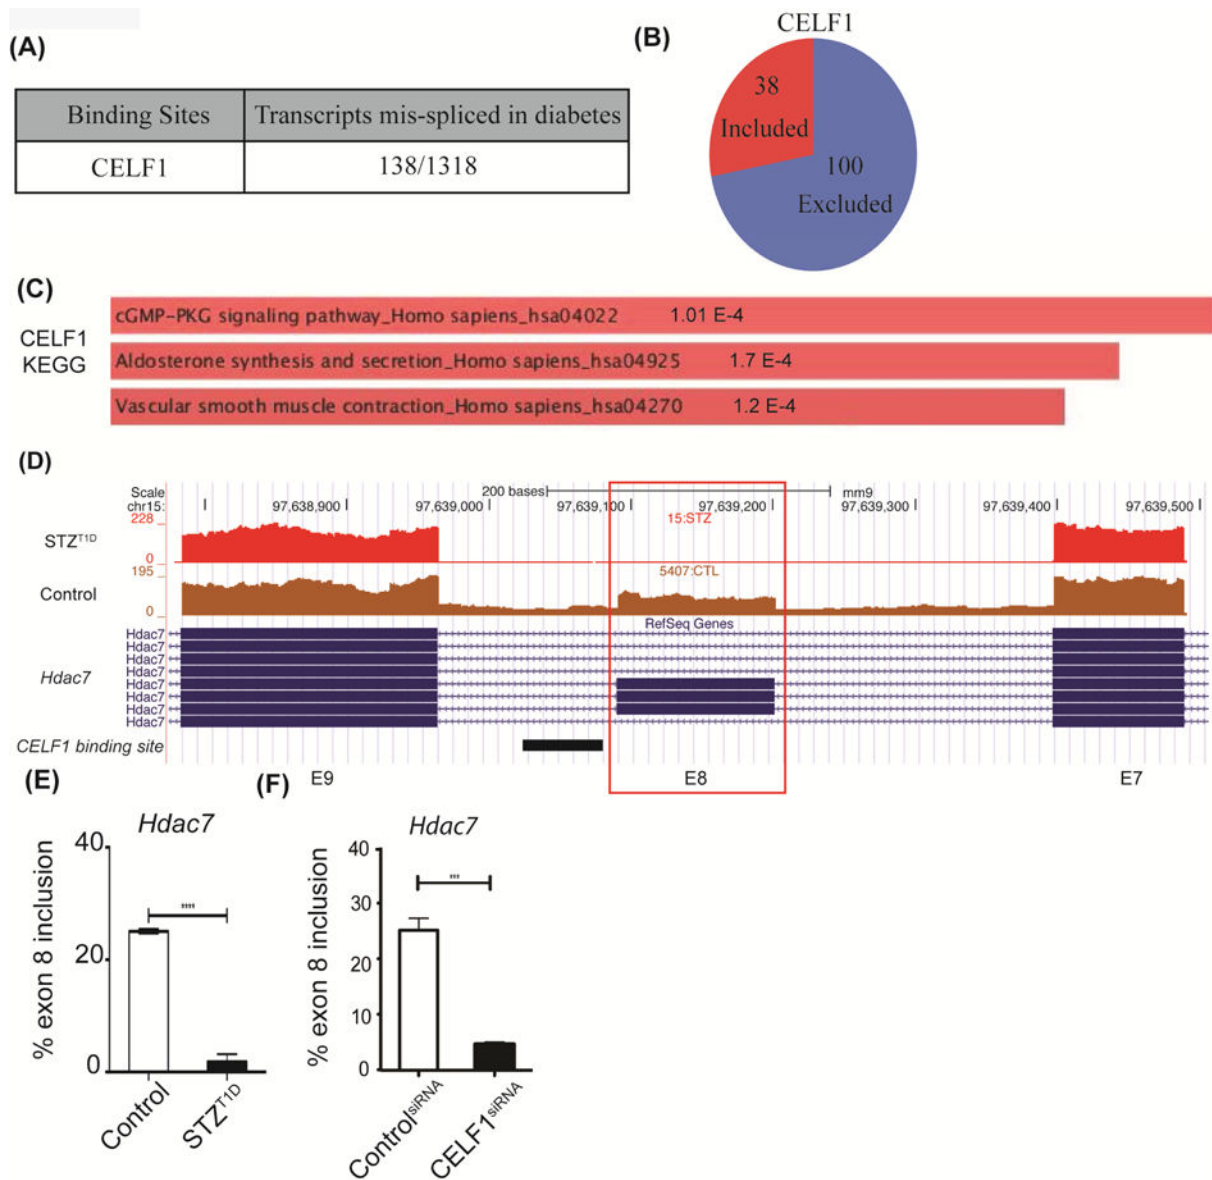 (A)
Binding Sites Transcripts mis-spliced in diabetes
CELF1 138/1318
(B)
CELF1
38
Included
100
Excluded
(C)
CELF1
KEGG
cGMP-PKG signaling pathway_Homo sapiens_hsa04022 1.01 E-4
Aldosterone synthesis and secretion_Homo sapiens_hsa04925 1.7 E-4
Vascular smooth muscle contraction_Homo sapiens_hsa04270 1.2 E-4
(D)
Scale 200 bases mm9
chr15: 97,638,900 97,639,000 97,639,100 97,639,200 97,639,300 97,639,400 97,639,500
228 15:STZ
STZT1D
0
195 5407:CTL
Control
0
RefSeq Genes
Hdac7
Hdac7
Hdac7
Hdac7
Hdac7
Hdac7
Hdac7
Hdac7
Hdac7
CELF1 binding site
E9 E8 E7
(E)
Hdac7
% exon 8 inclusion
40
20
0
""
Control
STZT1D
(F)
Hdac7
% exon 8 inclusion
40
30
20
10
0
"'
ControlsiRNA
CELF1siRNA